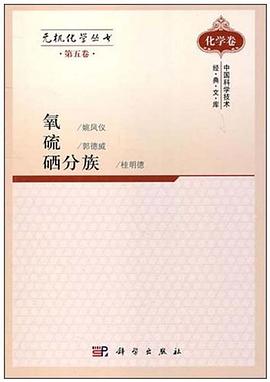 无机化学丛书
第五卷
化学卷
中国科学技术
经·典·文·库
氧 /姚凤仪
硫 /郭德威
硒分族 /桂明德
科学出版社